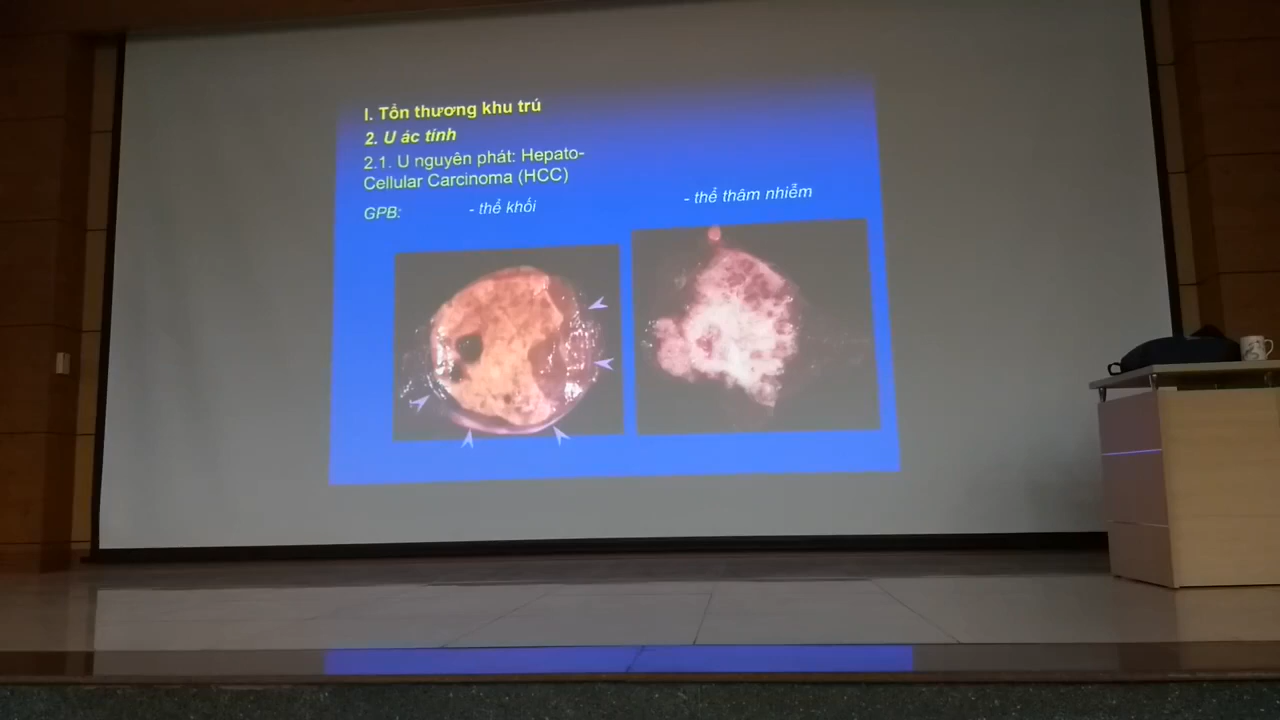 I. Tổn thương khu trú
2. U ác tính
2.1. U nguyên phát: Hepato-
Cellular Carcinoma (HCC)
GPB: - thể khối - thể thâm nhiễm